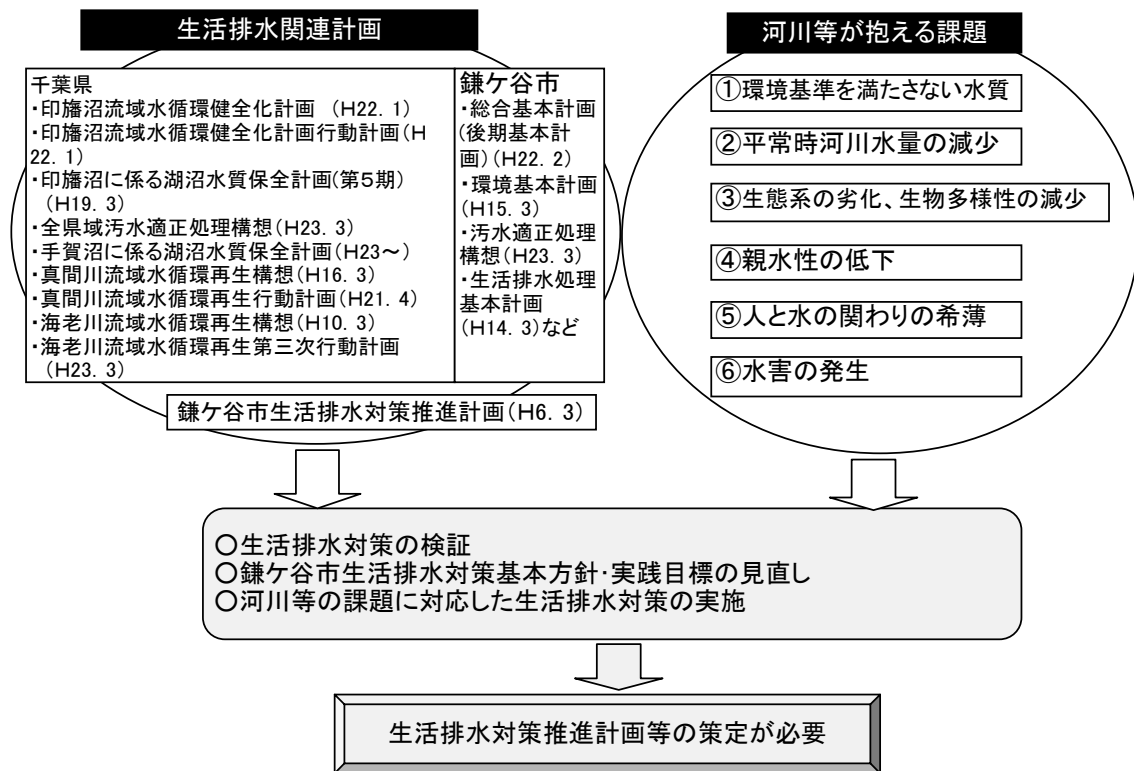 生活排水関連計画
千葉県
・印旛沼流域水循環健全化計画 (H22.1)
・印旛沼流域水循環健全化計画行動計画(H
22.1)
・印旛沼に係る湖沼水質保全計画(第5期)
(H19.3)
・全県域汚水適正処理構想(H23.3)
・手賀沼に係る湖沼水質保全計画(H23～)
・真間川流域水循環再生構想(H16.3)
・真間川流域水循環再生行動計画(H21.4)
・海老川流域水循環再生構想(H10.3)
・海老川流域水循環再生第三次行動計画
(H23.3)
鎌ケ谷市
・総合基本計画
(後期基本計
画)(H22.2)
・環境基本計画
(H15.3)
・汚水適正処理
構想(H23.3)
・生活排水処理
基本計画
(H14.3)など
鎌ケ谷市生活排水対策推進計画(H6.3)
河川等が抱える課題
①環境基準を満たさない水質
②平常時河川水量の減少
③生態系の劣化、生物多様性の減少
④親水性の低下
⑤人と水の関わりの希薄
⑥水害の発生
○生活排水対策の検証
○鎌ケ谷市生活排水対策基本方針・実践目標の見直し
○河川等の課題に対応した生活排水対策の実施
生活排水対策推進計画等の策定が必要